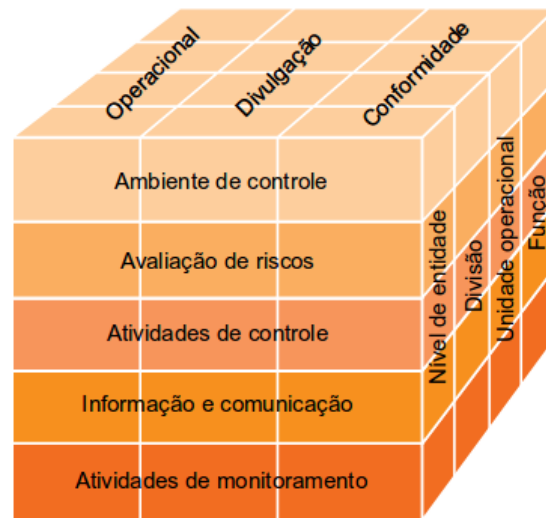 Operacional
Divulgação
Conformidade
Ambiente de controle
Avaliação de riscos
Atividades de controle
Informação e comunicação
Atividades de monitoramento
Nível de entidade
Divisão
Unidade operacional
Função